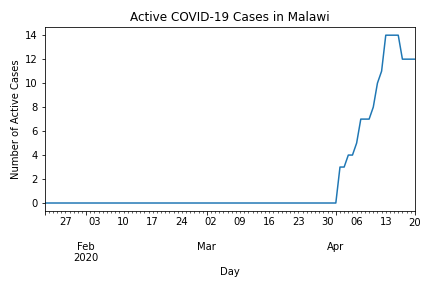 Active COVID-19 Cases in Malawi
14
12
10
8
6
4
2
0
Number of Active Cases
27 03 10 17 24 02 09 16 23 30 06 13 20
Feb Mar Apr
2020
Day